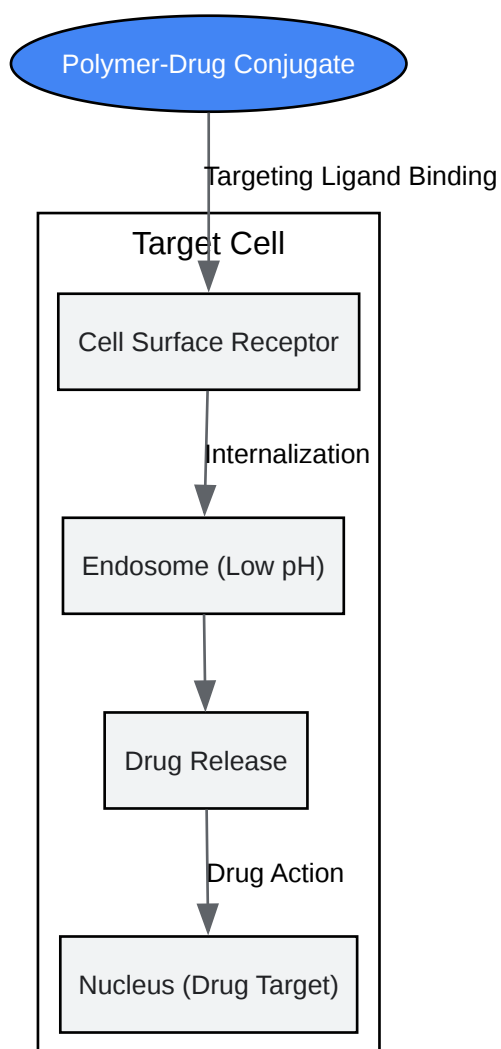 Polymer-Drug Conjugate
Targeting Ligand Binding
Target Cell
Cell Surface Receptor
Internalization
Endosome (Low pH)
Drug Release
Drug Action
Nucleus (Drug Target)